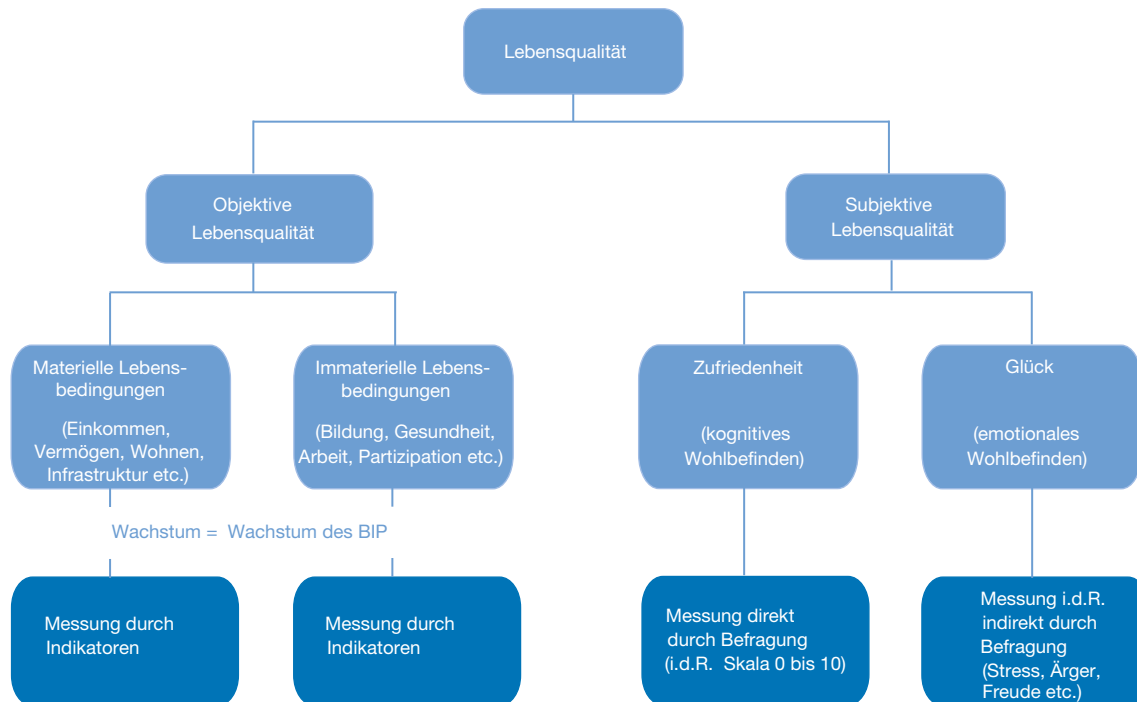 Lebensqualität
Objektive
Lebensqualität
Subjektive
Lebensqualität
Materielle Lebens-
bedingungen
(Einkommen,
Vermögen, Wohnen,
Infrastruktur etc.)
Immaterielle Lebens-
bedingungen
(Bildung, Gesundheit,
Arbeit, Partizipation etc.)
Zufriedenheit
(kognitives
Wohlbefinden)
Glück
(emotionales
Wohlbefinden)
Wachstum = Wachstum des BIP
Messung durch
Indikatoren
Messung durch
Indikatoren
Messung direkt
durch Befragung
(i.d.R. Skala 0 bis 10)
Messung i.d.R.
indirekt durch
Befragung
(Stress, Ärger,
Freude etc.)